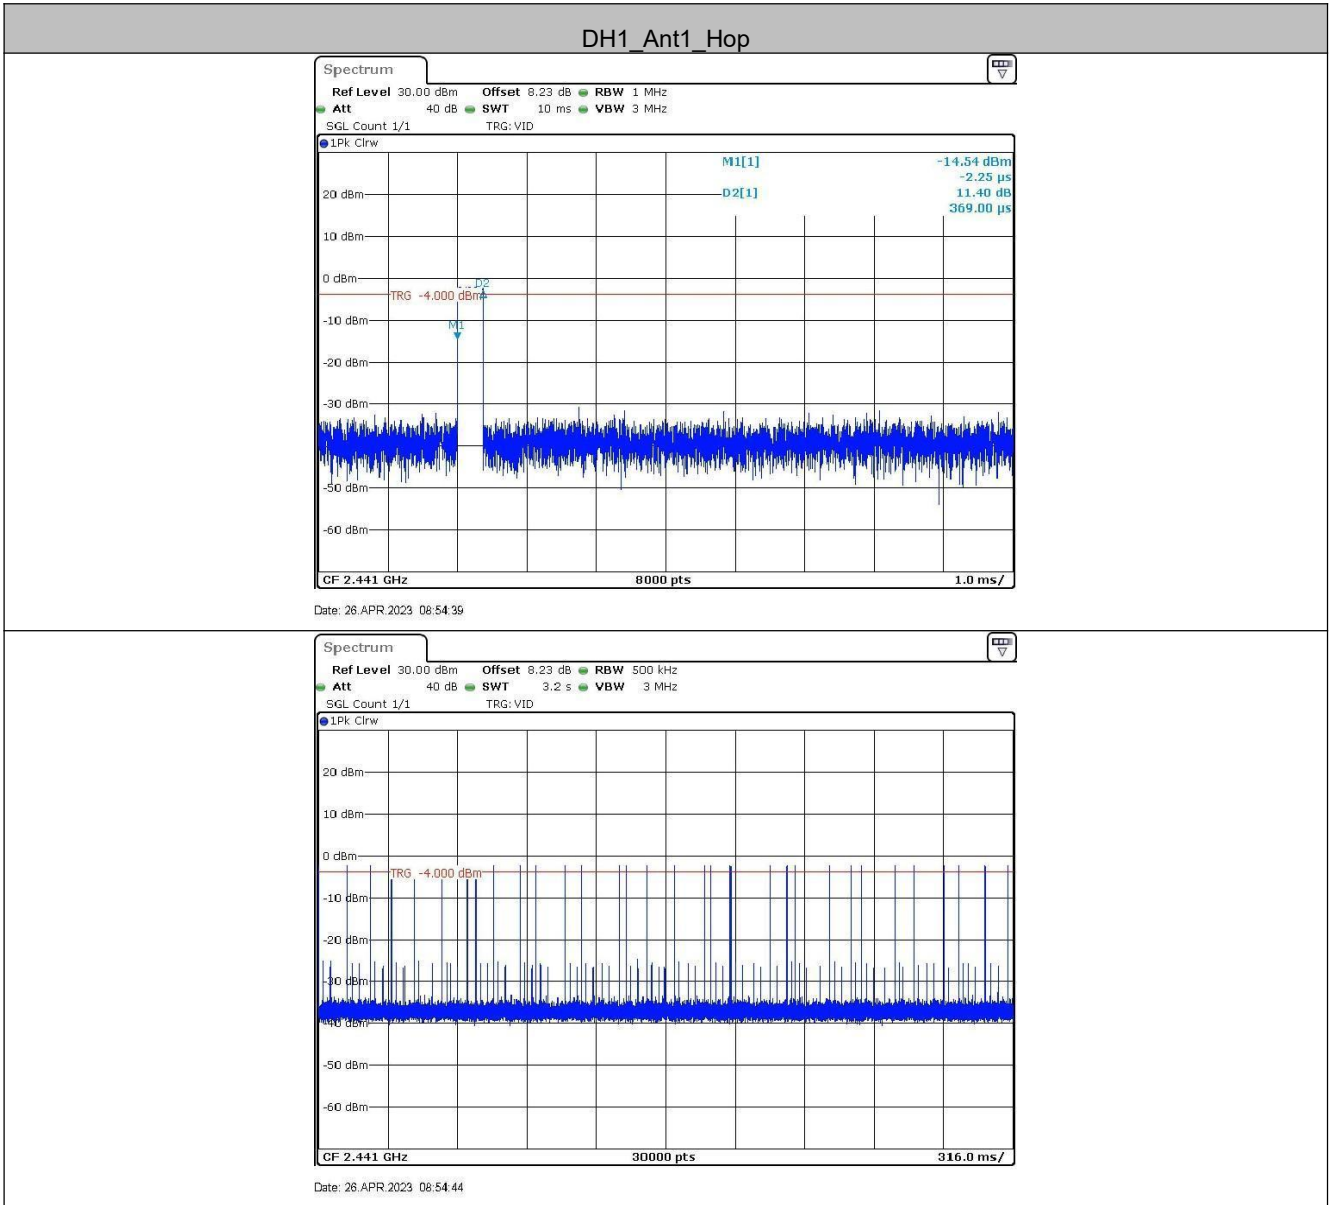 DH1_Ant1_Hop
Spectrum
Ref Level 30.00 dBm Offset 8.23 dB RBW 1 MHz
Att 40 dB SWT 10 ms VBW 3 MHz
SGL Count 1/1 TRG: VID
1Pk Clrw
M1[1] -14.54 dBm
-2.25 µs
20 dBm D2[1] 11.40 dB
369.00 µs
10 dBm
0 dBm
D2
TRG -4.000 dBm
-10 dBm
M1
-20 dBm
-30 dBm
-50 dBm
-60 dBm
CF 2.441 GHz 8000 pts 1.0 ms/
Date: 26.APR.2023 08:54:39
Spectrum
Ref Level 30.00 dBm Offset 8.23 dB RBW 500 kHz
Att 40 dB SWT 3.2 s VBW 3 MHz
SGL Count 1/1 TRG: VID
1Pk Clrw
20 dBm
10 dBm
0 dBm
TRG -4.000 dBm
-10 dBm
-20 dBm
-30 dBm
-40 dBm
-50 dBm
-60 dBm
CF 2.441 GHz 30000 pts 316.0 ms/
Date: 26.APR.2023 08:54:44